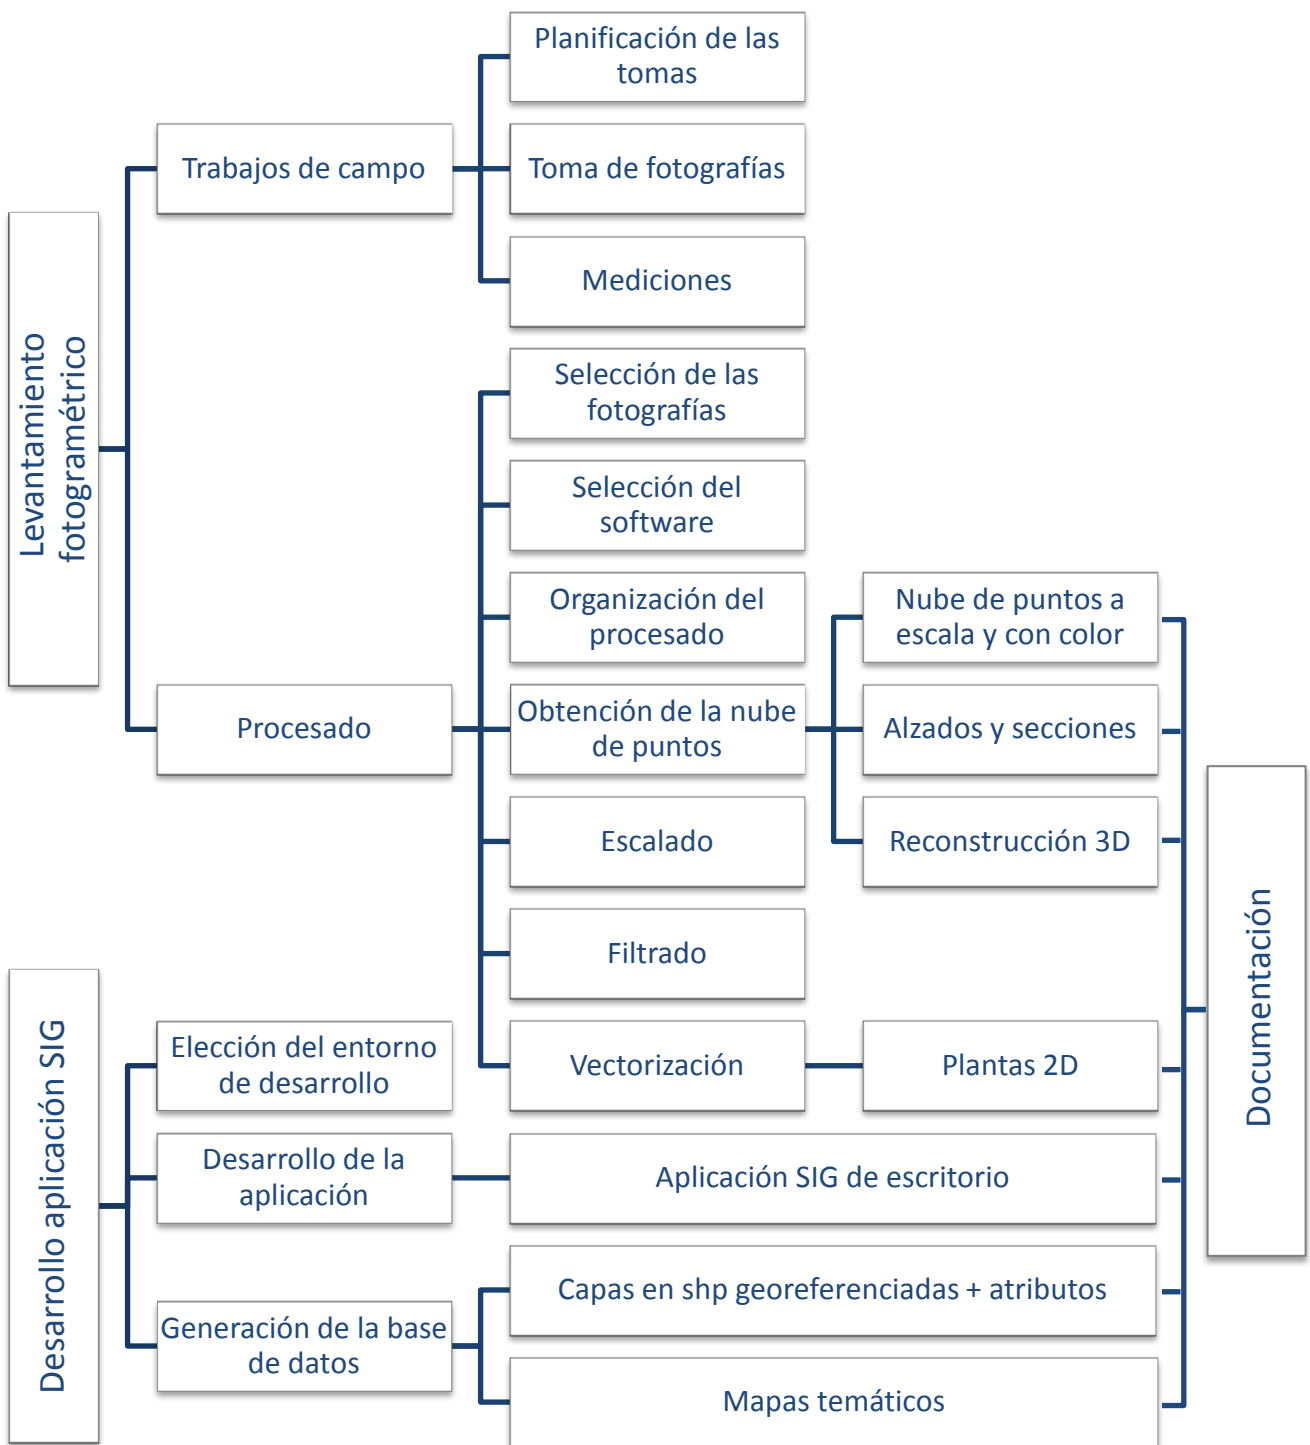 Planificación de las
tomas
Trabajos de campo
Toma de fotografías
Mediciones
Levantamiento
fotogramétrico
Selección de las
fotografías
Selección del
software
Organización del
procesado
Nube de puntos a
escala y con color
Procesado
Obtención de la nube
de puntos
Alzados y secciones
Escalado
Reconstrucción 3D
Filtrado
Documentación
Desarrollo aplicación SIG
Elección del entorno
de desarrollo
Vectorización
Plantas 2D
Desarrollo de la
aplicación
Aplicación SIG de escritorio
Generación de la base
de datos
Capas en shp georeferenciadas + atributos
Mapas temáticos